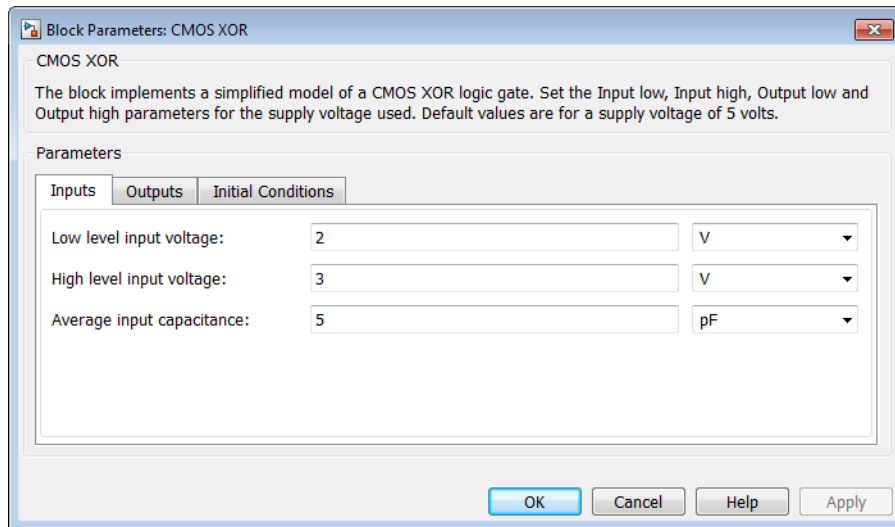 Block Parameters: CMOS XOR
CMOS XOR
The block implements a simplified model of a CMOS XOR logic gate. Set the Input low, Input high, Output low and
Output high parameters for the supply voltage used. Default values are for a supply voltage of 5 volts.
Parameters
Inputs Outputs Initial Conditions
Low level input voltage: 2 V
High level input voltage: 3 V
Average input capacitance: 5 pF
OK Cancel Help Apply